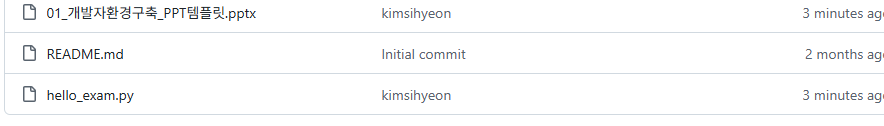 01_개발자환경구축_PPT템플릿.pptx kimsihyeon 3 minutes ago
README.md Initial commit 2 months ago
hello_exam.py kimsihyeon 3 minutes ago